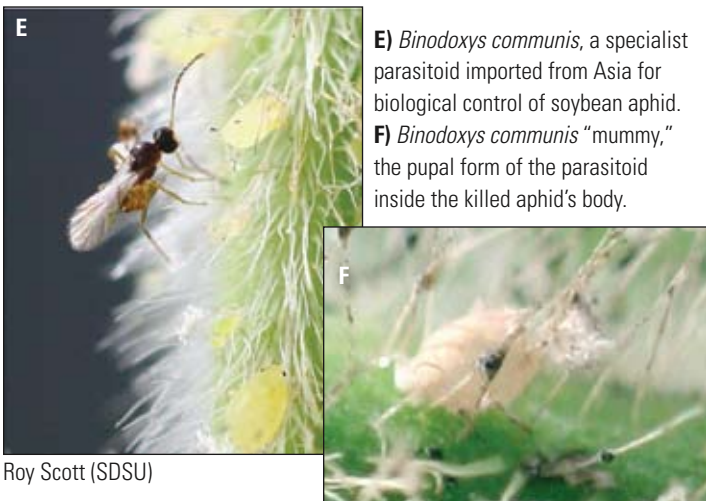 E
E) Binodoxys communis, a specialist
parasitoid imported from Asia for
biological control of soybean aphid.
F) Binodoxys communis “mummy,”
the pupal form of the parasitoid
inside the killed aphid’s body.
F
Roy Scott (SDSU)